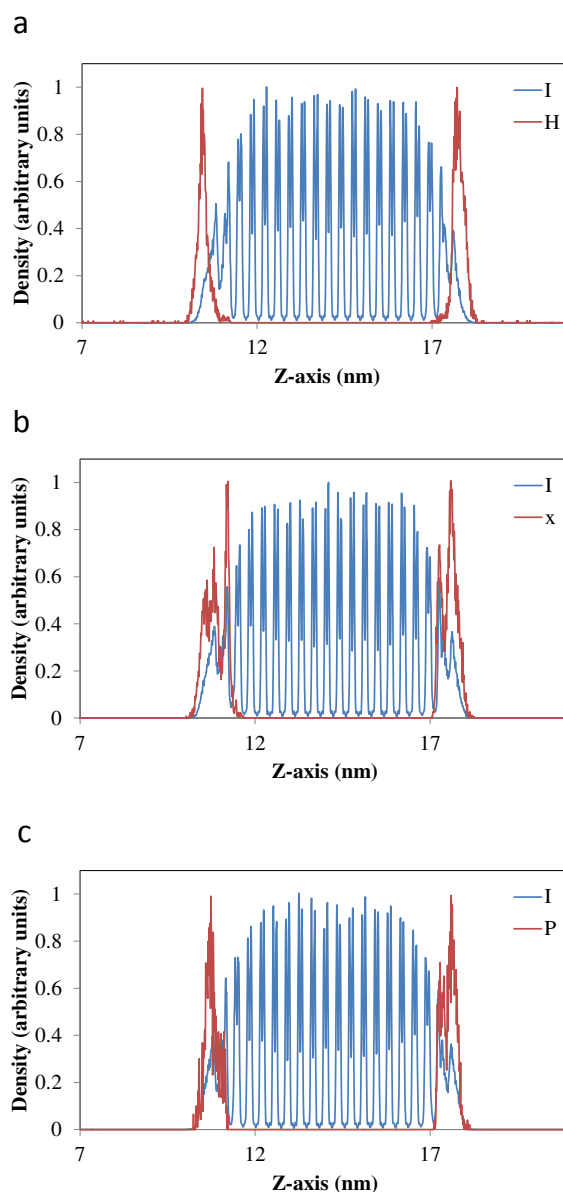 a
Density (arbitrary units)
1
0.8
0.6
0.4
0.2
0
7
12
17
Z-axis (nm)
I
H
b
Density (arbitrary units)
1
0.8
0.6
0.4
0.2
0
7
12
17
Z-axis (nm)
I
x
c
Density (arbitrary units)
1
0.8
0.6
0.4
0.2
0
7
12
17
Z-axis (nm)
I
P